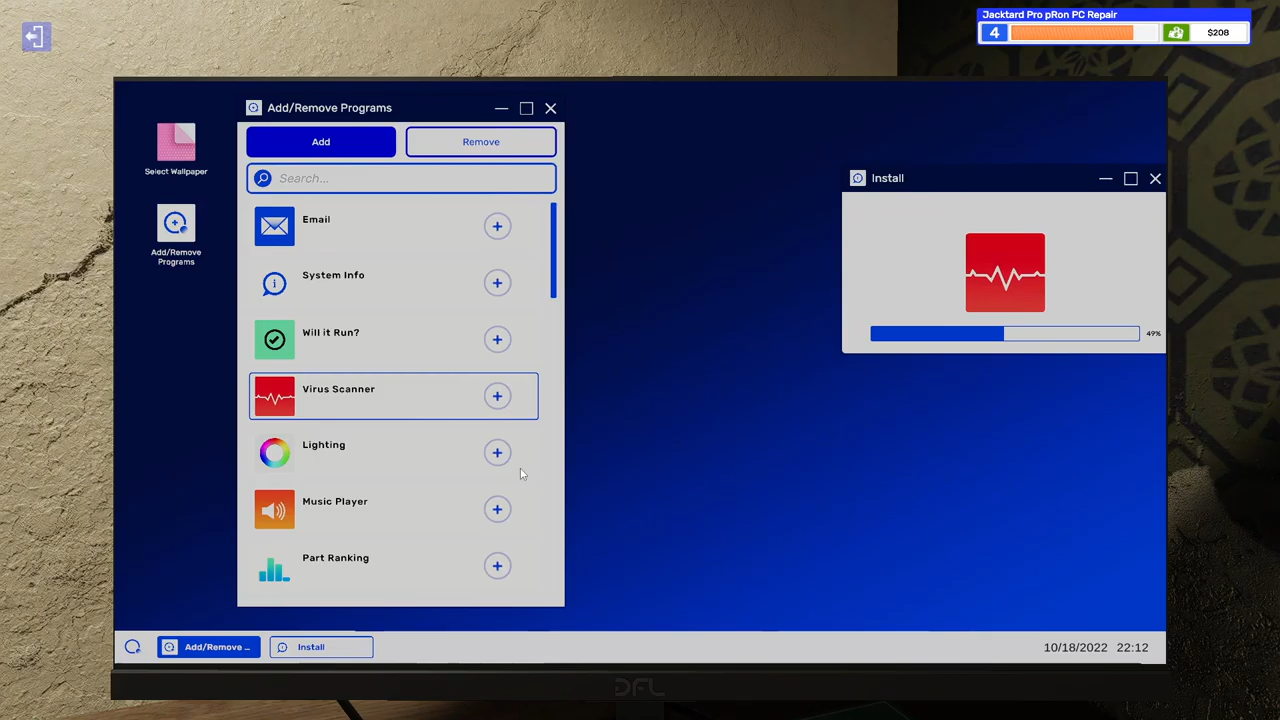 Jacktard Pro pRon PC Repair
4
$208
Add/Remove Programs
Add
Remove
Search...
Select Wallpaper
Add/Remove
Programs
Email
System Info
Will it Run?
Virus Scanner
Lighting
Music Player
Part Ranking
Install
49%
Add/Remove ...
Install
10/18/2022 22:12
DFL